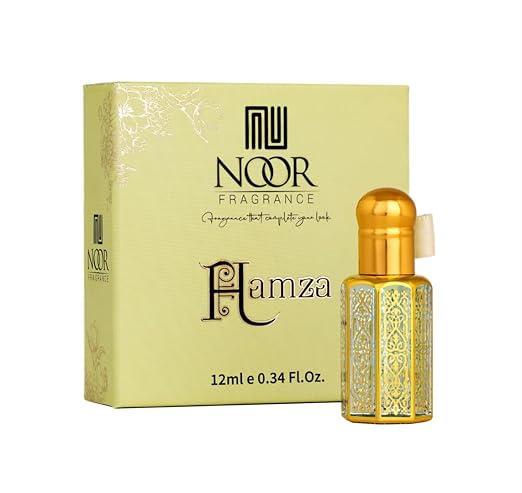 NOOR
FRAGRANCE
Fragrance that complete your look
Hamza
12ml e 0.34 Fl.Oz.
NOOR
FRAGRANCE